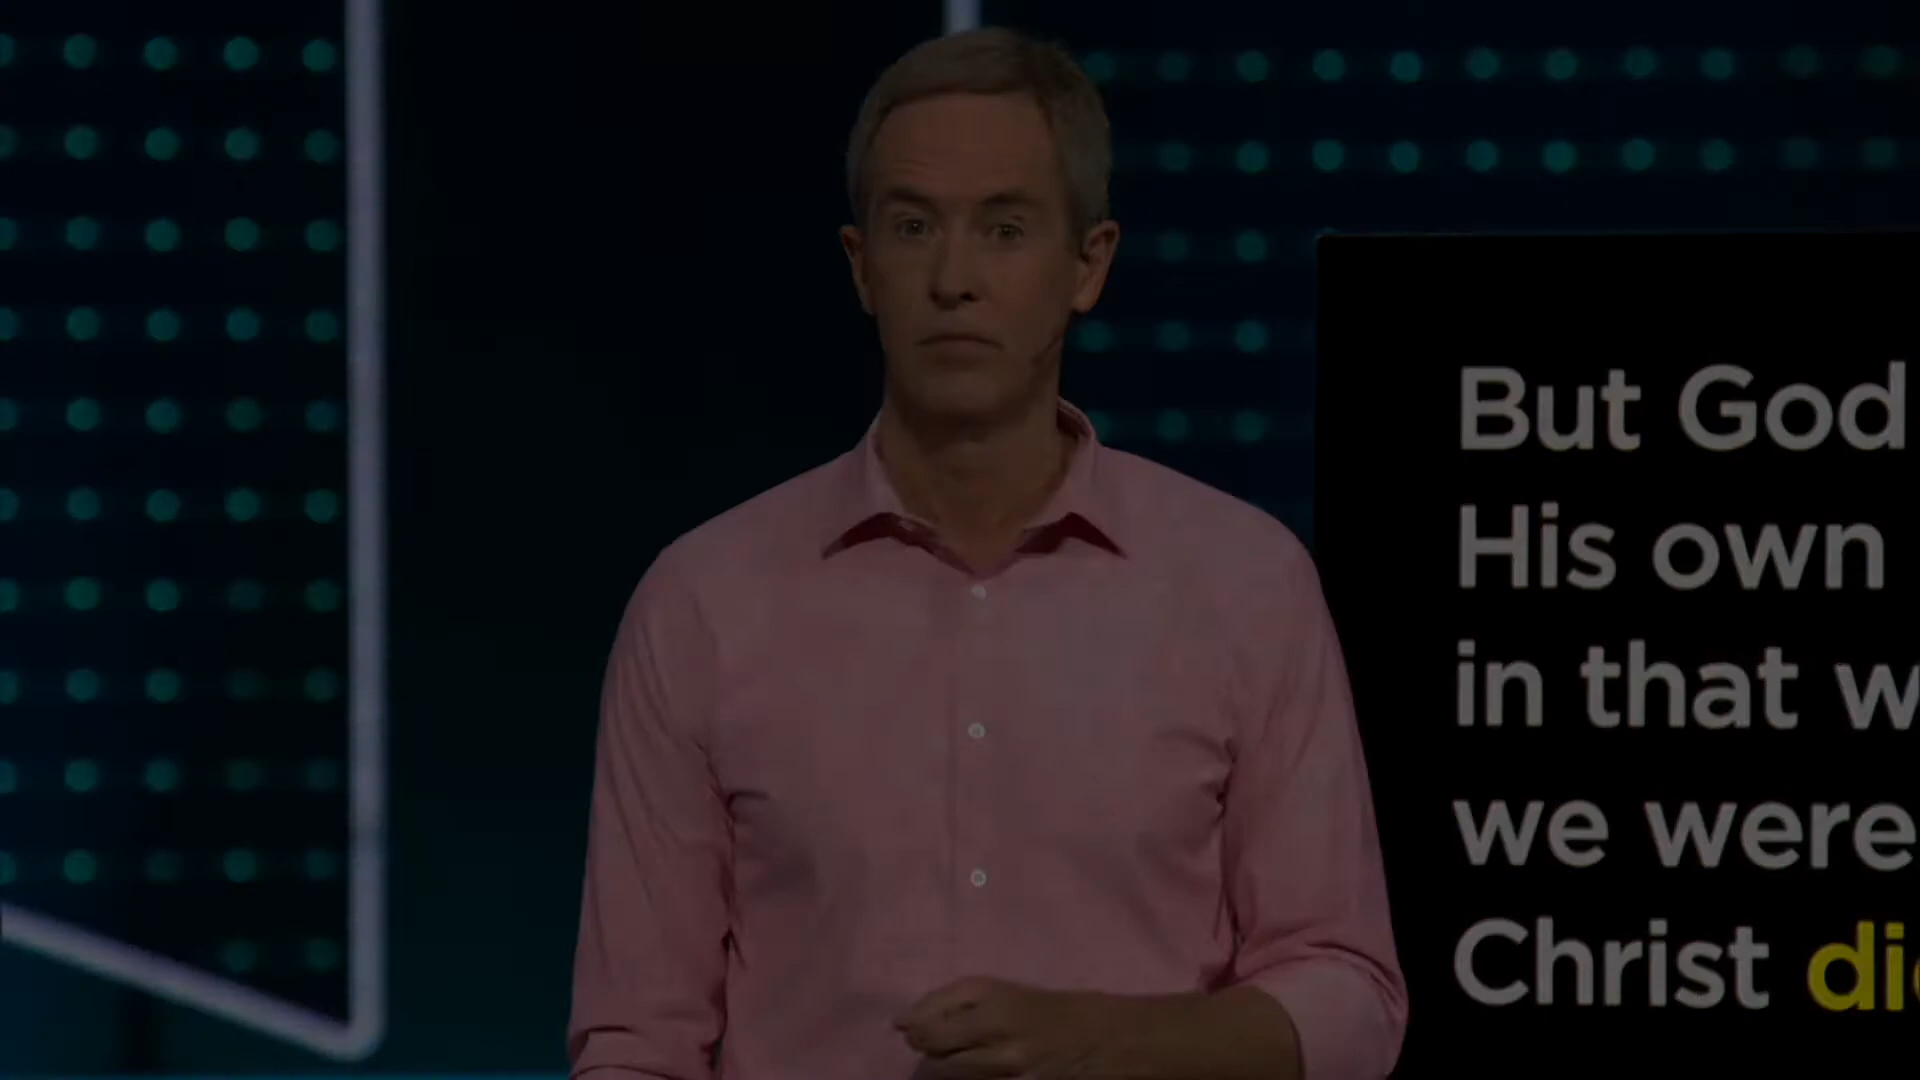 But God
His own
in that w
we were
Christ di